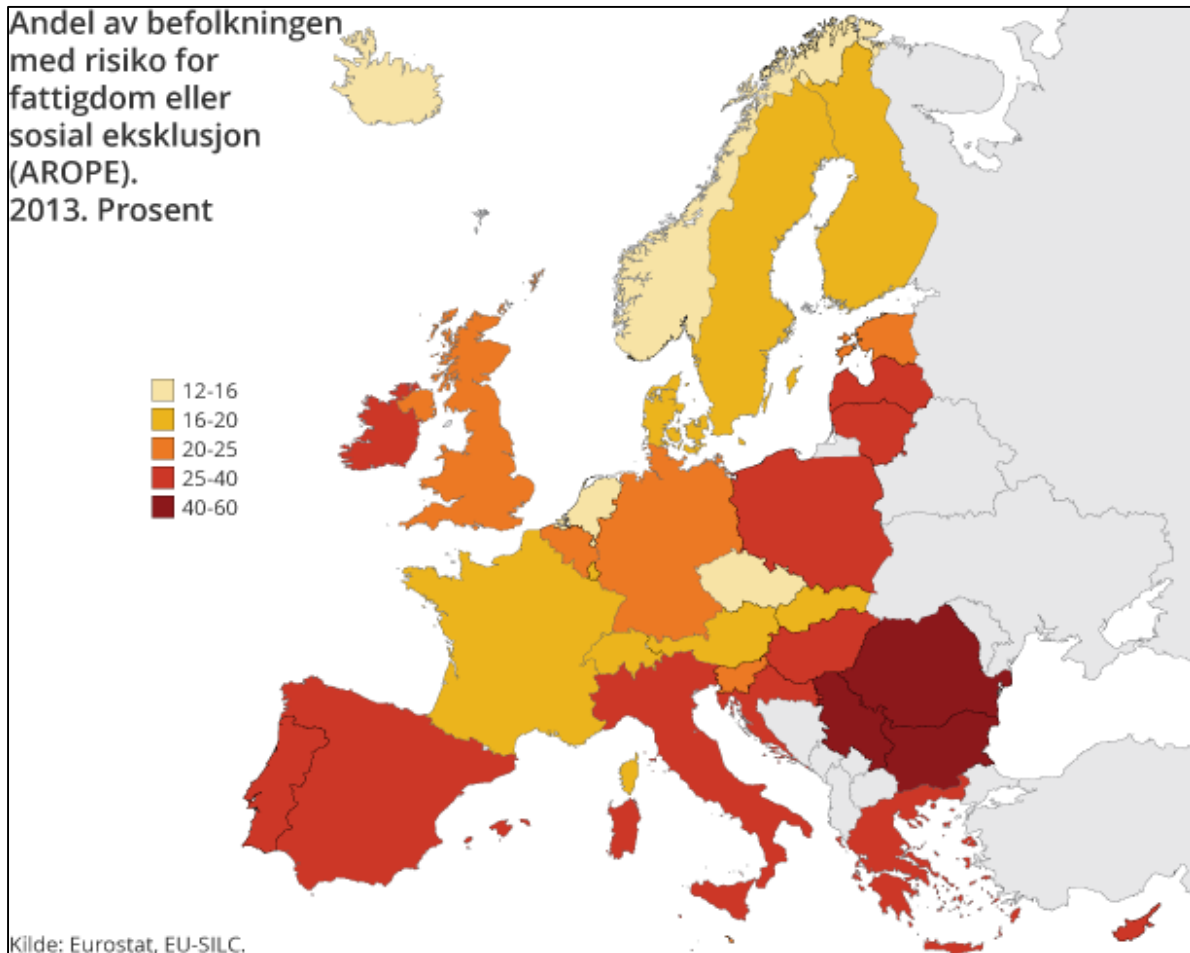 Andel av befolkningen
med risiko for
fattigdom eller
sosial eksklusjon
(AROPE).
2013. Prosent
12-16
16-20
20-25
25-40
40-60
Kilde: Eurostat, EU-SILC.